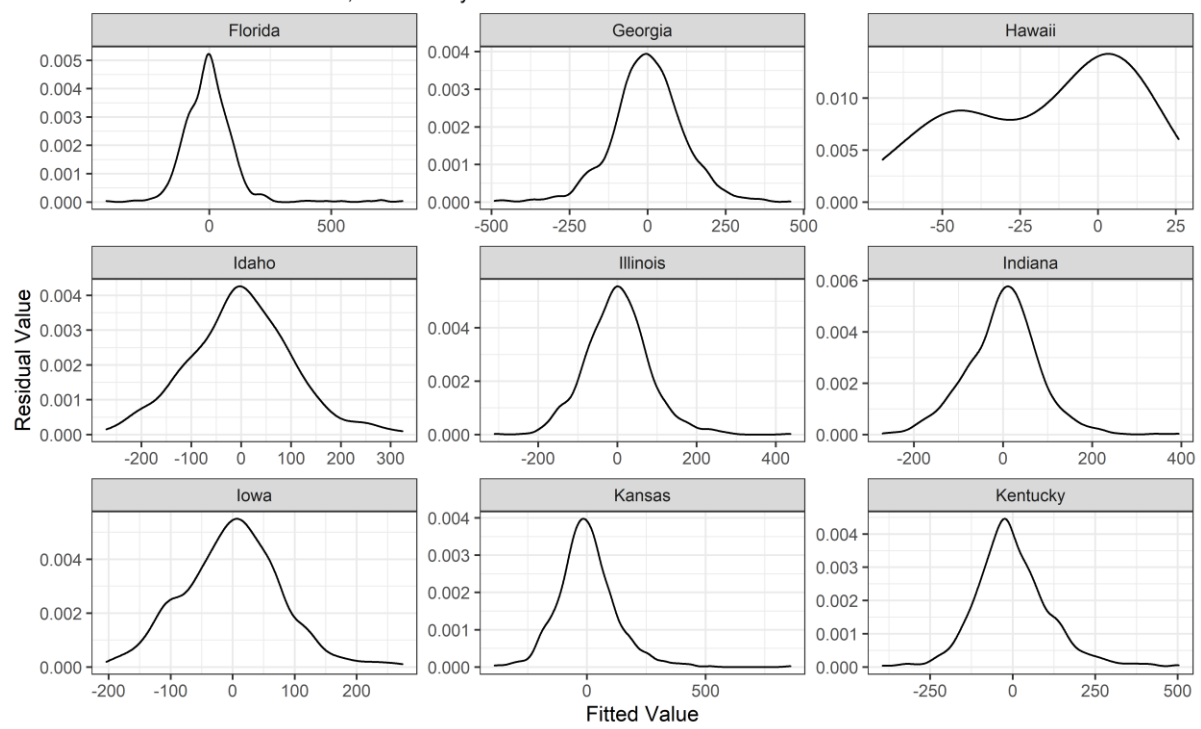 Florida Georgia Hawaii
0.005 0.004 0.003 0.002 0.001 0.000
0 500
0.004 0.003 0.002 0.001 0.000
-500 -250 0 250 500
0.010 0.005 0.000
-50 -25 0 25
Residual Value
Idaho Illinois Indiana
0.004 0.003 0.002 0.001 0.000
-200 -100 0 100 200 300
0.004 0.002 0.000
-200 0 200 400
0.006 0.004 0.002 0.000
-200 0 200 400
Iowa Kansas Kentucky
0.004 0.002 0.000
-200 -100 0 100 200
0.004 0.003 0.002 0.001 0.000
0 500
0.004 0.003 0.002 0.001 0.000
-250 0 250 500
Fitted Value